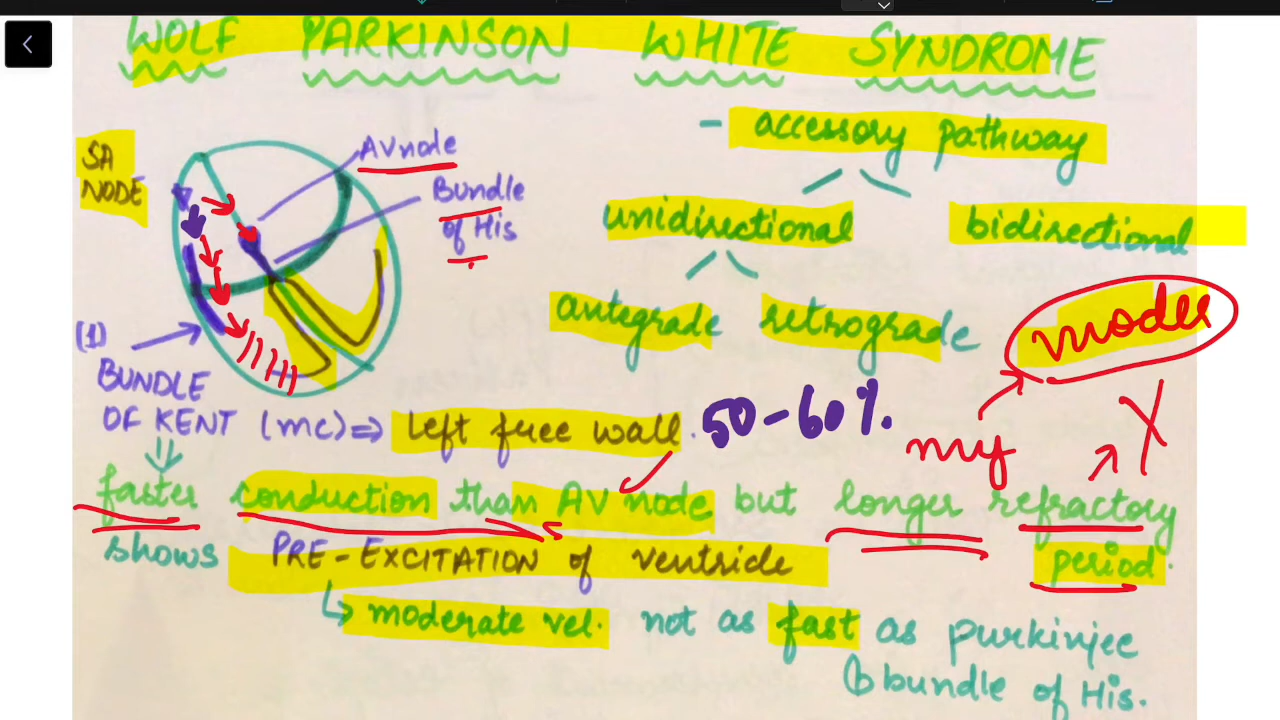 WOLF PARKINSON WHITE SYNDROME
SA NODE
AV node
Bundle of His
(1)
BUNDLE OF KENT (mc) ⇒ left free wall. 50-60%.
- accessory pathway
unidirectional bidirectional
antegrade retrograde
modes
my
X
faster conduction than AV node but longer refractory period.
shows PRE-EXCITATION of ventricle
↳ moderate vel. not as fast as purkinjee
bundle of His.